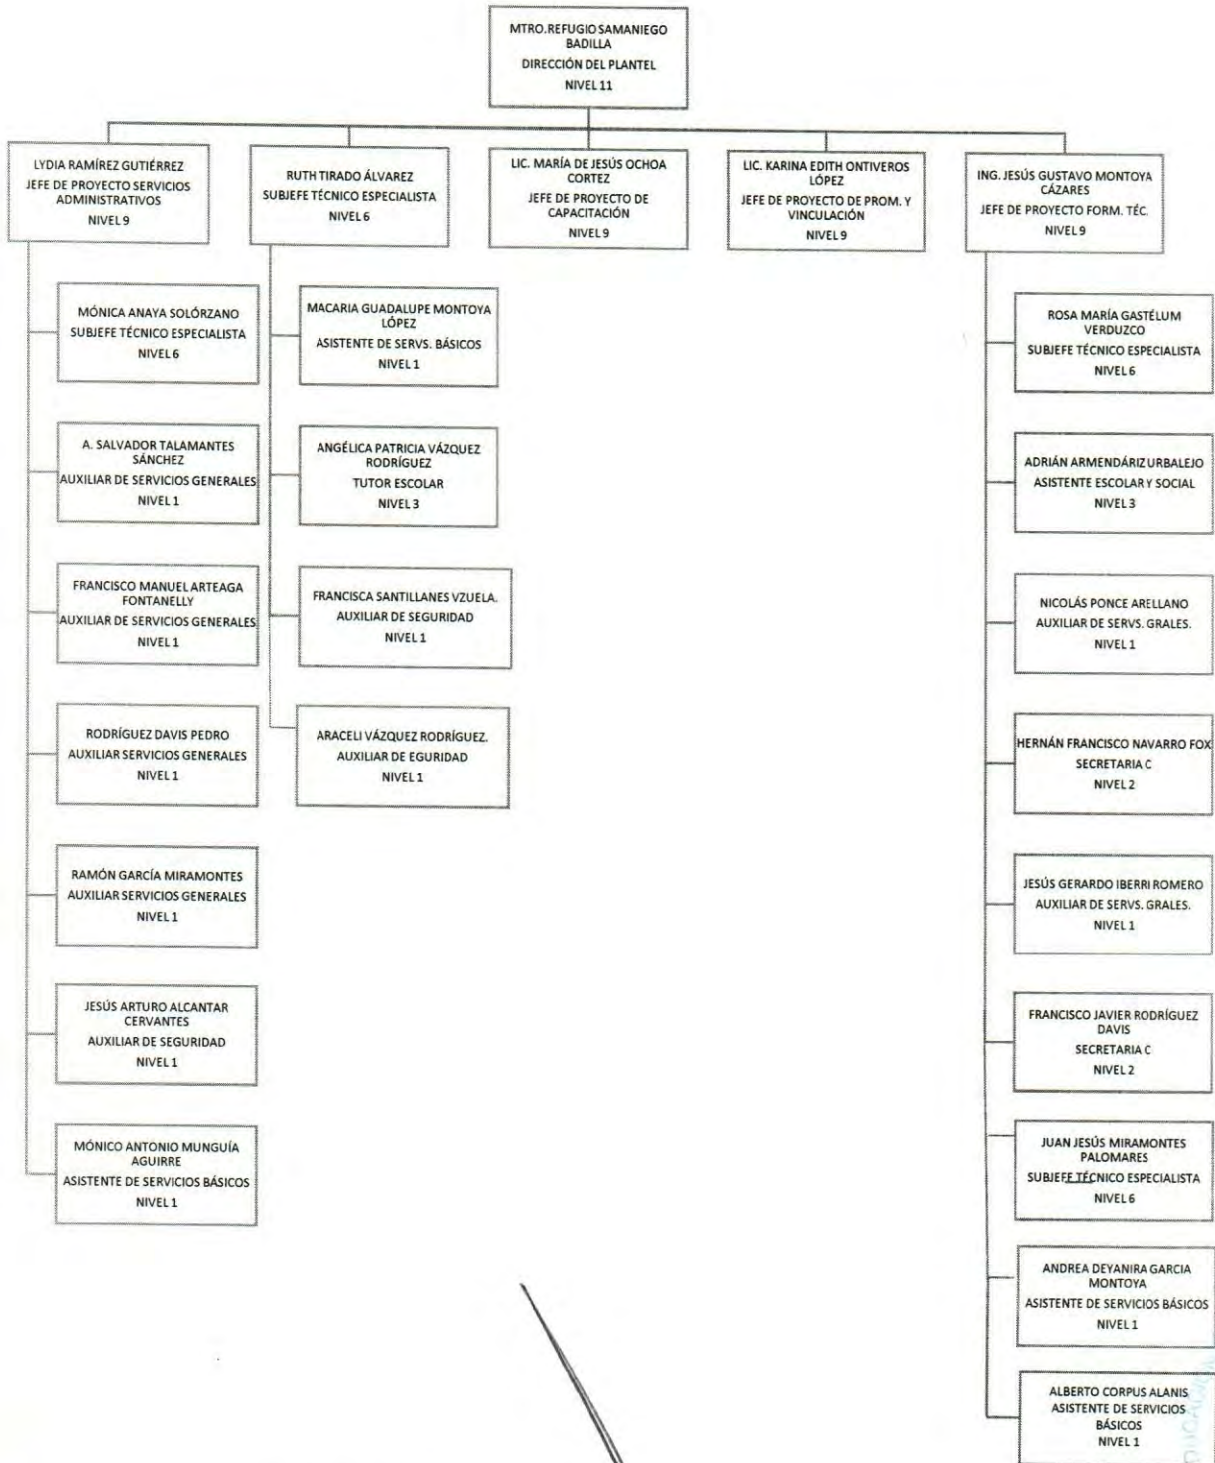 MTRO.REFUGIO SAMANIEGO
BADILLA
DIRECCIÓN DEL PLANTEL
NIVEL 11
LYDIA RAMÍREZ GUTIÉRREZ
JEFE DE PROYECTO SERVICIOS
ADMINISTRATIVOS
NIVEL 9
RUTH TIRADO ÁLVAREZ
SUBJEFE TÉCNICO ESPECIALISTA
NIVEL 6
LIC. MARÍA DE JESÚS OCHOA
CORTEZ
JEFE DE PROYECTO DE
CAPACITACIÓN
NIVEL 9
LIC. KARINA EDITH ONTIVEROS
LÓPEZ
JEFE DE PROYECTO DE PROM. Y
VINCULACIÓN
NIVEL 9
ING. JESÚS GUSTAVO MONTOYA
CÁZARES
JEFE DE PROYECTO FORM. TÉC.
NIVEL 9
MÓNICA ANAYA SOLÓRZANO
SUBJEFE TÉCNICO ESPECIALISTA
NIVEL 6
A. SALVADOR TALAMANTES
SÁNCHEZ
AUXILIAR DE SERVICIOS GENERALES
NIVEL 1
FRANCISCO MANUEL ARTEAGA
FONTANELLY
AUXILIAR DE SERVICIOS GENERALES
NIVEL 1
RODRÍGUEZ DAVIS PEDRO
AUXILIAR SERVICIOS GENERALES
NIVEL 1
RAMÓN GARCÍA MIRAMONTES
AUXILIAR SERVICIOS GENERALES
NIVEL 1
JESÚS ARTURO ALCANTAR
CERVANTES
AUXILIAR DE SEGURIDAD
NIVEL 1
MÓNICO ANTONIO MUNGUÍA
AGUIRRE
ASISTENTE DE SERVICIOS BÁSICOS
NIVEL 1
MACARIA GUADALUPE MONTOYA
LÓPEZ
ASISTENTE DE SERVS. BÁSICOS
NIVEL 1
ANGÉLICA PATRICIA VÁZQUEZ
RODRÍGUEZ
TUTOR ESCOLAR
NIVEL 3
FRANCISCA SANTILLANES VZUELA.
AUXILIAR DE SEGURIDAD
NIVEL 1
ARACELI VÁZQUEZ RODRÍGUEZ.
AUXILIAR DE EGURIDAD
NIVEL 1
ROSA MARÍA GASTÉLUM
VERDUZCO
SUBJEFE TÉCNICO ESPECIALISTA
NIVEL 6
ADRIÁN ARMENDÁRIZ URBALEJO
ASISTENTE ESCOLAR Y SOCIAL
NIVEL 3
NICOLÁS PONCE ARELLANO
AUXILIAR DE SERVS. GRALES.
NIVEL 1
HERNÁN FRANCISCO NAVARRO FOX
SECRETARIA C
NIVEL 2
JESÚS GERARDO IBERRI ROMERO
AUXILIAR DE SERVS. GRALES.
NIVEL 1
FRANCISCO JAVIER RODRÍGUEZ
DAVIS
SECRETARIA C
NIVEL 2
JUAN JESÚS MIRAMONTES
PALOMARES
SUBJEFE TÉCNICO ESPECIALISTA
NIVEL 6
ANDREA DEYANIRA GARCIA
MONTOYA
ASISTENTE DE SERVICIOS BÁSICOS
NIVEL 1
ALBERTO CORPUS ALANIS
ASISTENTE DE SERVICIOS
BÁSICOS
NIVEL 1